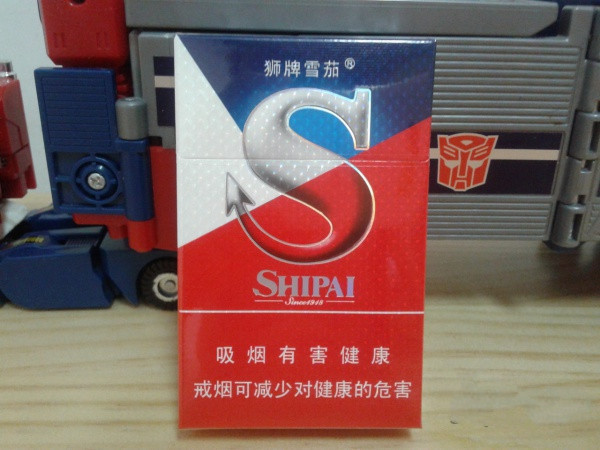 狮牌雪茄®
S
SHIPAI
Since1918
吸烟有害健康
戒烟可减少对健康的危害